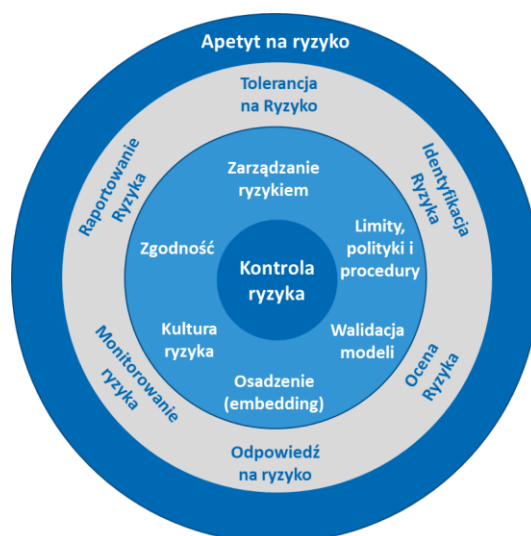 Apetyt na ryzyko
Tolerancja
na Ryzyko
Identyfikacja
Ryzyka
Ocena
Ryzyka
Odpowiedź
na ryzyko
Monitorowanie
ryzyka
Raportowanie
Ryzyka
Zarządzanie
ryzykiem
Limity,
polityki i
procedury
Walidacja
modeli
Osadzenie
(embedding)
Kultura
ryzyka
Zgodność
Kontrola
ryzyka